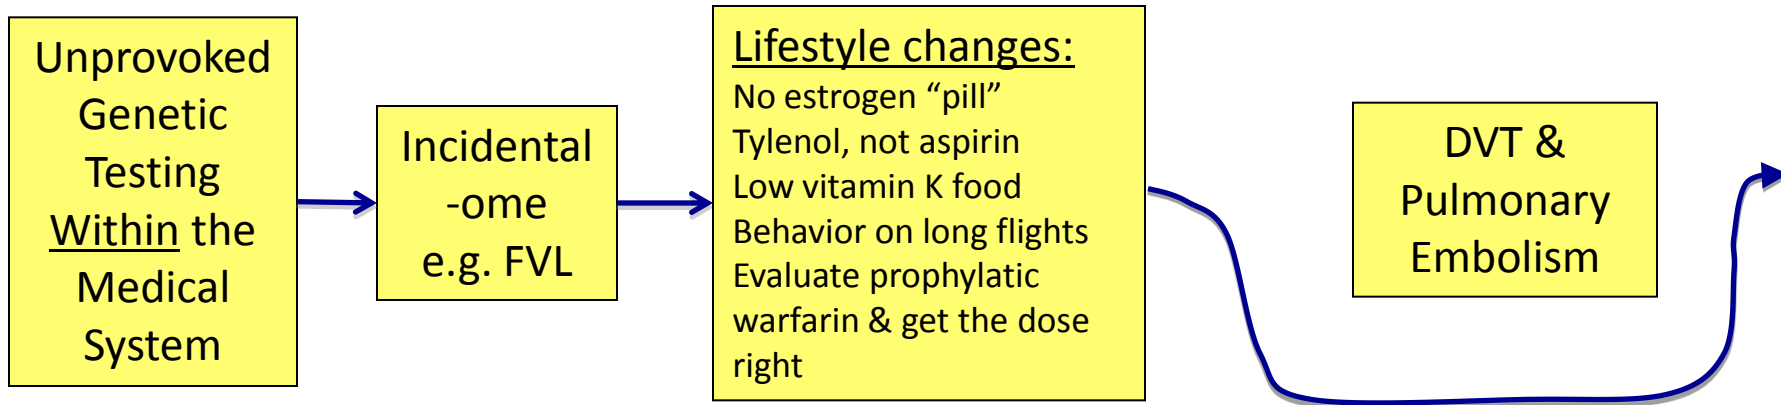 Unprovoked
Genetic
Testing
Within the
Medical
System
Incidental
-ome
e.g. FVL
Lifestyle changes:
No estrogen “pill”
Tylenol, not aspirin
Low vitamin K food
Behavior on long flights
Evaluate prophylatic
warfarin & get the dose
right
DVT &
Pulmonary
Embolism